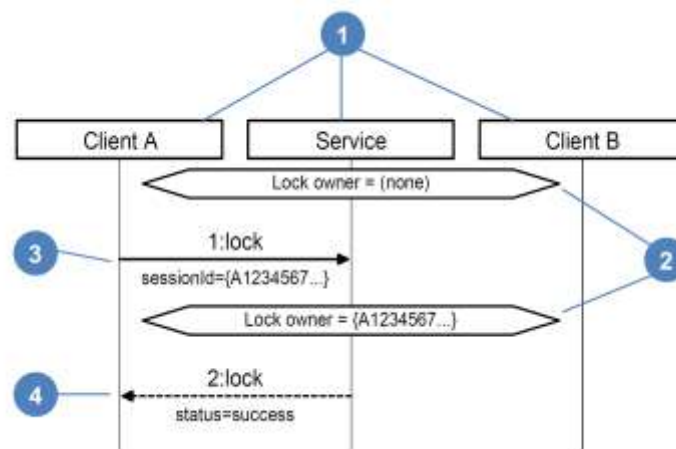 1
Client A Service Client B
Lock owner = (none)
1:lock
3
2
sessionId={A1234567...}
Lock owner = {A1234567...}
2:lock
4
status=success